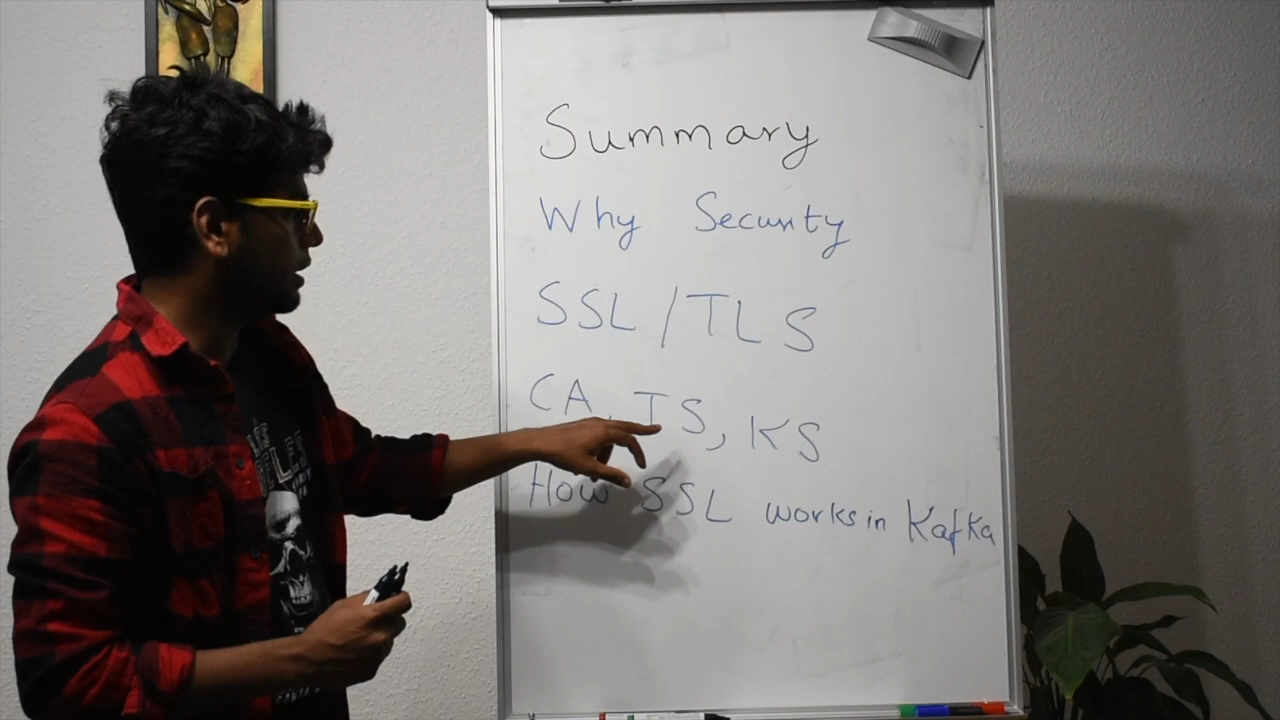 Summary
Why Security
SSL/TLS
CA, TS, KS
How SSL works in Kafka